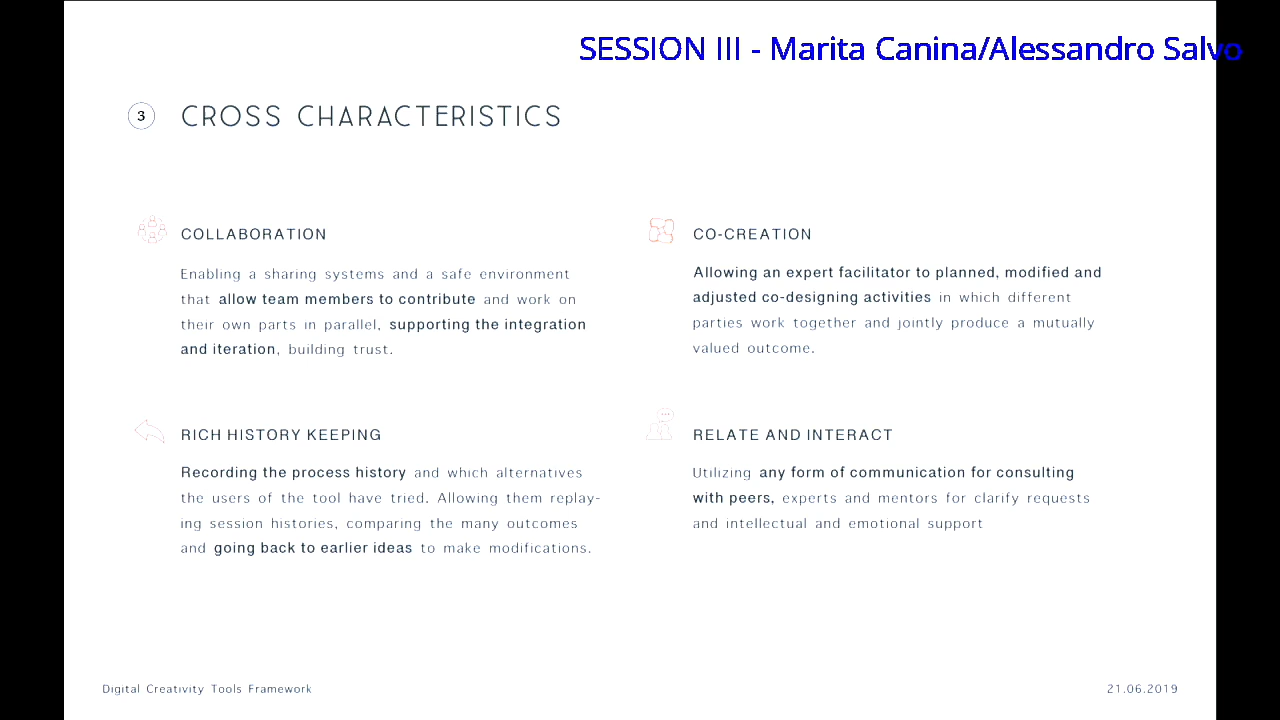 SESSION III - Marita Canina/Alessandro Salvo
3 CROSS CHARACTERISTICS
COLLABORATION
Enabling a sharing systems and a safe environment
that allow team members to contribute and work on
their own parts in parallel, supporting the integration
and iteration, building trust.
CO-CREATION
Allowing an expert facilitator to planned, modified and
adjusted co-designing activities in which different
parties work together and jointly produce a mutually
valued outcome.
RICH HISTORY KEEPING
Recording the process history and which alternatives
the users of the tool have tried. Allowing them replay-
ing session histories, comparing the many outcomes
and going back to earlier ideas to make modifications.
RELATE AND INTERACT
Utilizing any form of communication for consulting
with peers, experts and mentors for clarify requests
and intellectual and emotional support
Digital Creativity Tools Framework
21.06.2019